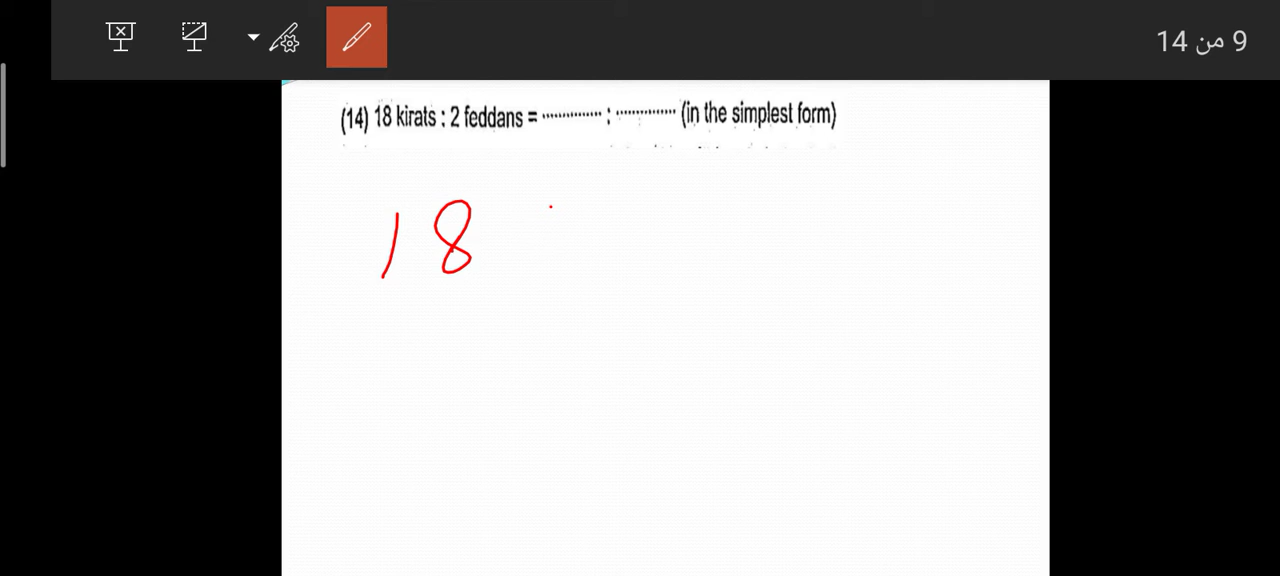 9 من 14
(14) 18 kirats : 2 feddans = .............. : .............. (in the simplest form)
18